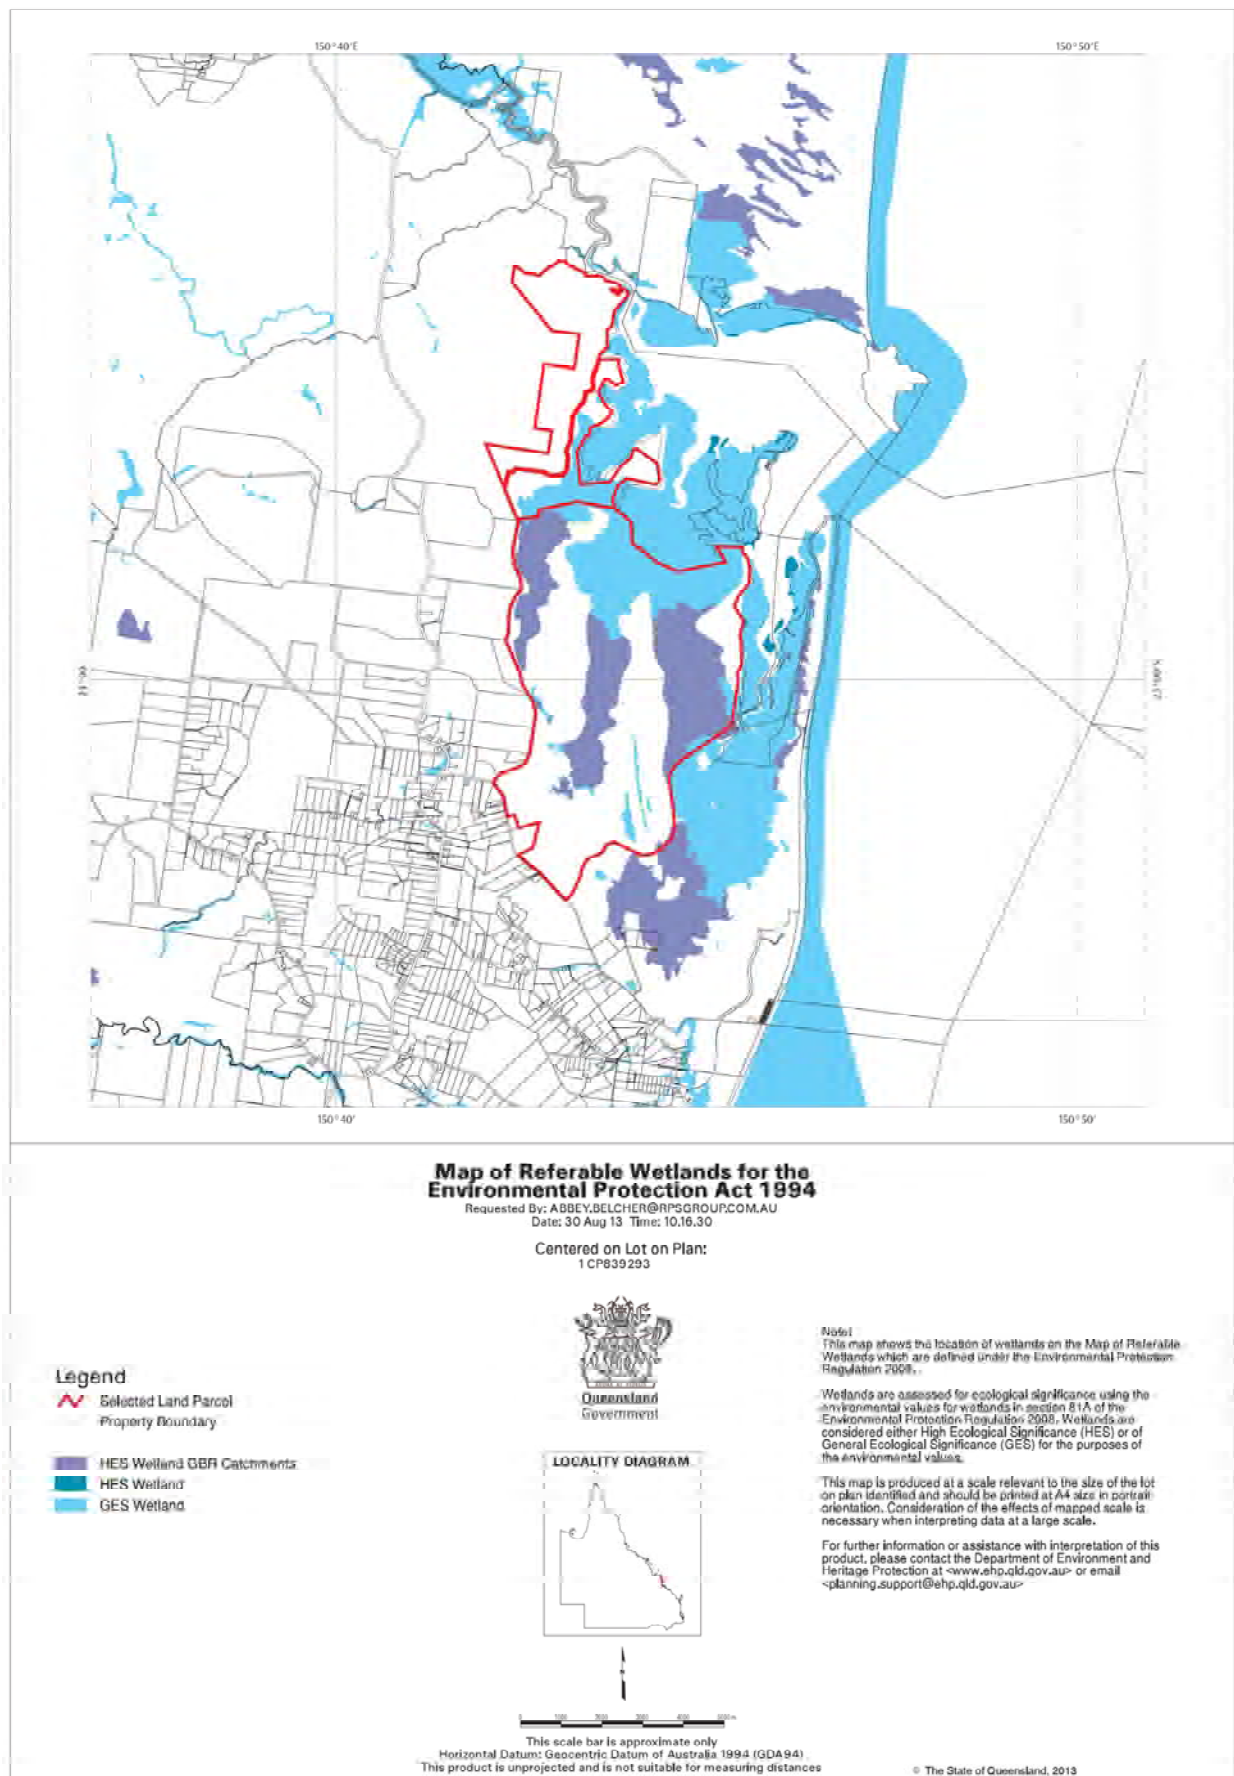 150°40'E
150°50'E
150°40'
150°50'
Map of Referable Wetlands for the
Environmental Protection Act 1994
Requested By: ABBEY.BELCHER@RPSGROUP.COM.AU
Date: 30 Aug 13 Time: 10.16.30
Centered on Lot on Plan:
1CP839293
Queensland
Government
Legend
Selected Land Parcel
Property Boundary
HES Wetland GBR Catchments
HES Wetland
GES Wetland
LOCALITY DIAGRAM
Note:
This map shows the location of wetlands on the Map of Referable
Wetlands which are defined under the Environmental Protection
Regulation 2008.
Wetlands are assessed for ecological significance using the
environmental values for wetlands in section 81A of the
Environmental Protection Regulation 2008. Wetlands are
considered either High Ecological Significance (HES) or of
General Ecological Significance (GES) for the purposes of
the environmental values.
This map is produced at a scale relevant to the size of the lot
on plan identified and should be printed at A4 size in portrait
orientation. Consideration of the effects of mapped scale is
necessary when interpreting data at a large scale.
For further information or assistance with interpretation of this
product, please contact the Department of Environment and
Heritage Protection at <www.ehp.qld.gov.au> or email
<planning.support@ehp.qld.gov.au>
0 1000 2000 3000 4000 5000 m
This scale bar is approximate only
Horizontal Datum: Geocentric Datum of Australia 1994 (GDA94)
This product is unprojected and is not suitable for measuring distances
© The State of Queensland, 2013